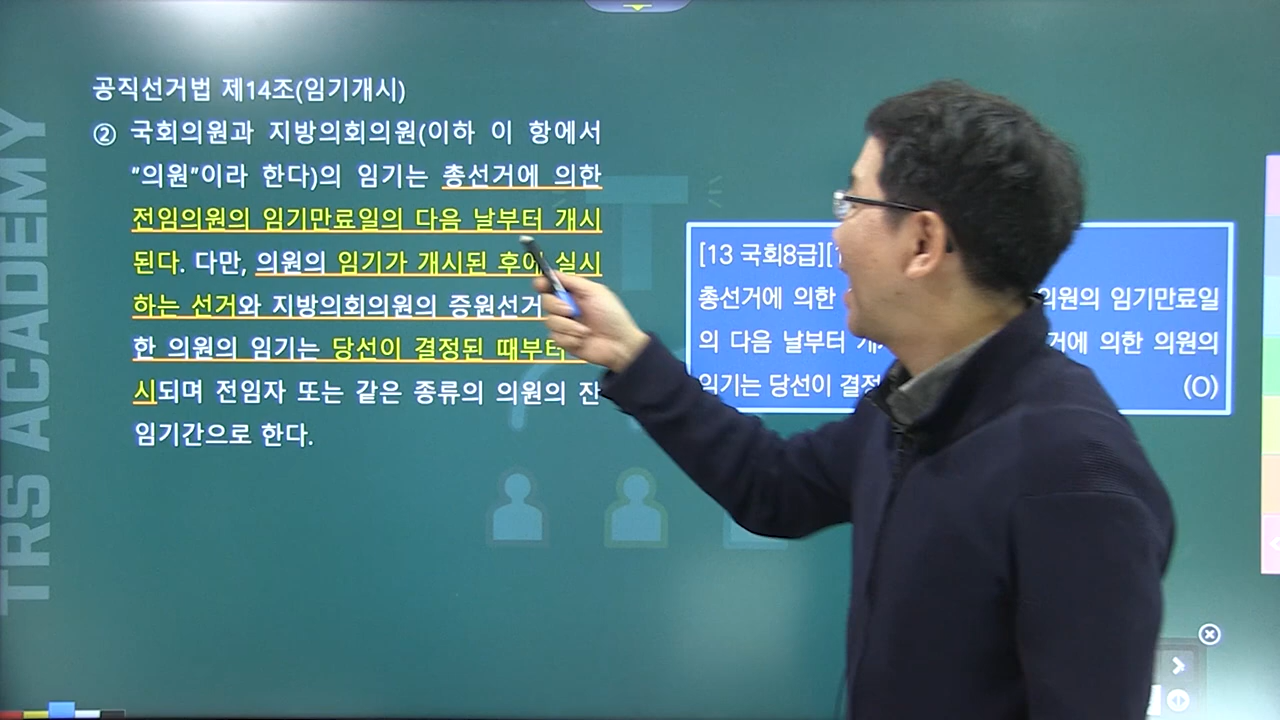 TRS ACADEMY
공직선거법 제14조(임기개시)
② 국회의원과 지방의회의원(이하 이 항에서
"의원"이라 한다)의 임기는 총선거에 의한
전임의원의 임기만료일의 다음 날부터 개시
된다. 다만, 의원의 임기가 개시된 후에 실시
하는 선거와 지방의회의원의 증원선거
한 의원의 임기는 당선이 결정된 때부터
시되며 전임자 또는 같은 종류의 의원의 잔
임기간으로 한다.
[13 국회8급]
총선거에 의한 의원의 임기만료일
의 다음 날부터 의한 의원의
임기는 당선이 (O)